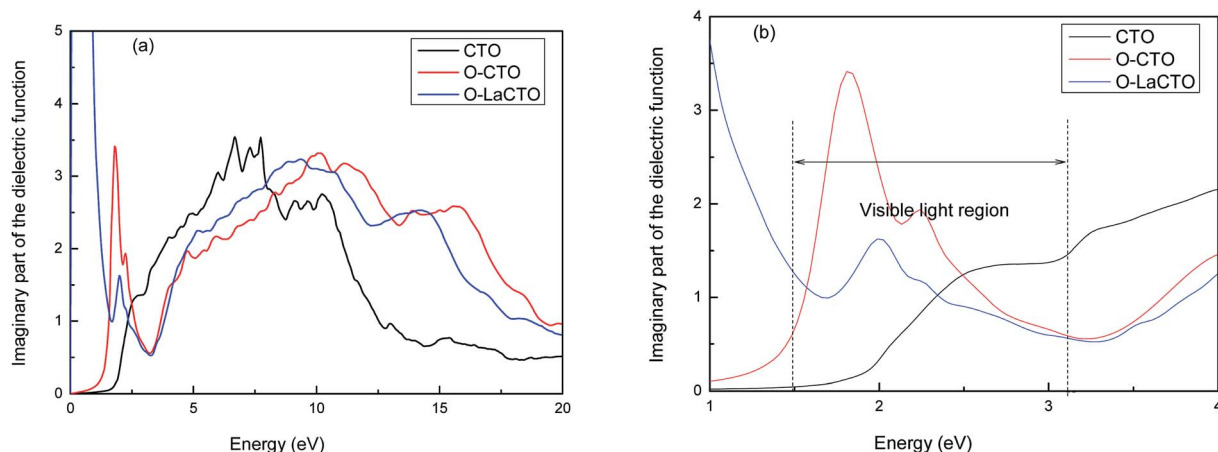 (a)
CTO
O-CTO
O-LaCTO
Imaginary part of the dielectric function
5
4
3
2
1
0
0 5 10 15 20
Energy (eV)
(b)
CTO
O-CTO
O-LaCTO
Visible light region
Imaginary part of the dielectric function
4
3
2
1
0
1 2 3 4
Energy (eV)